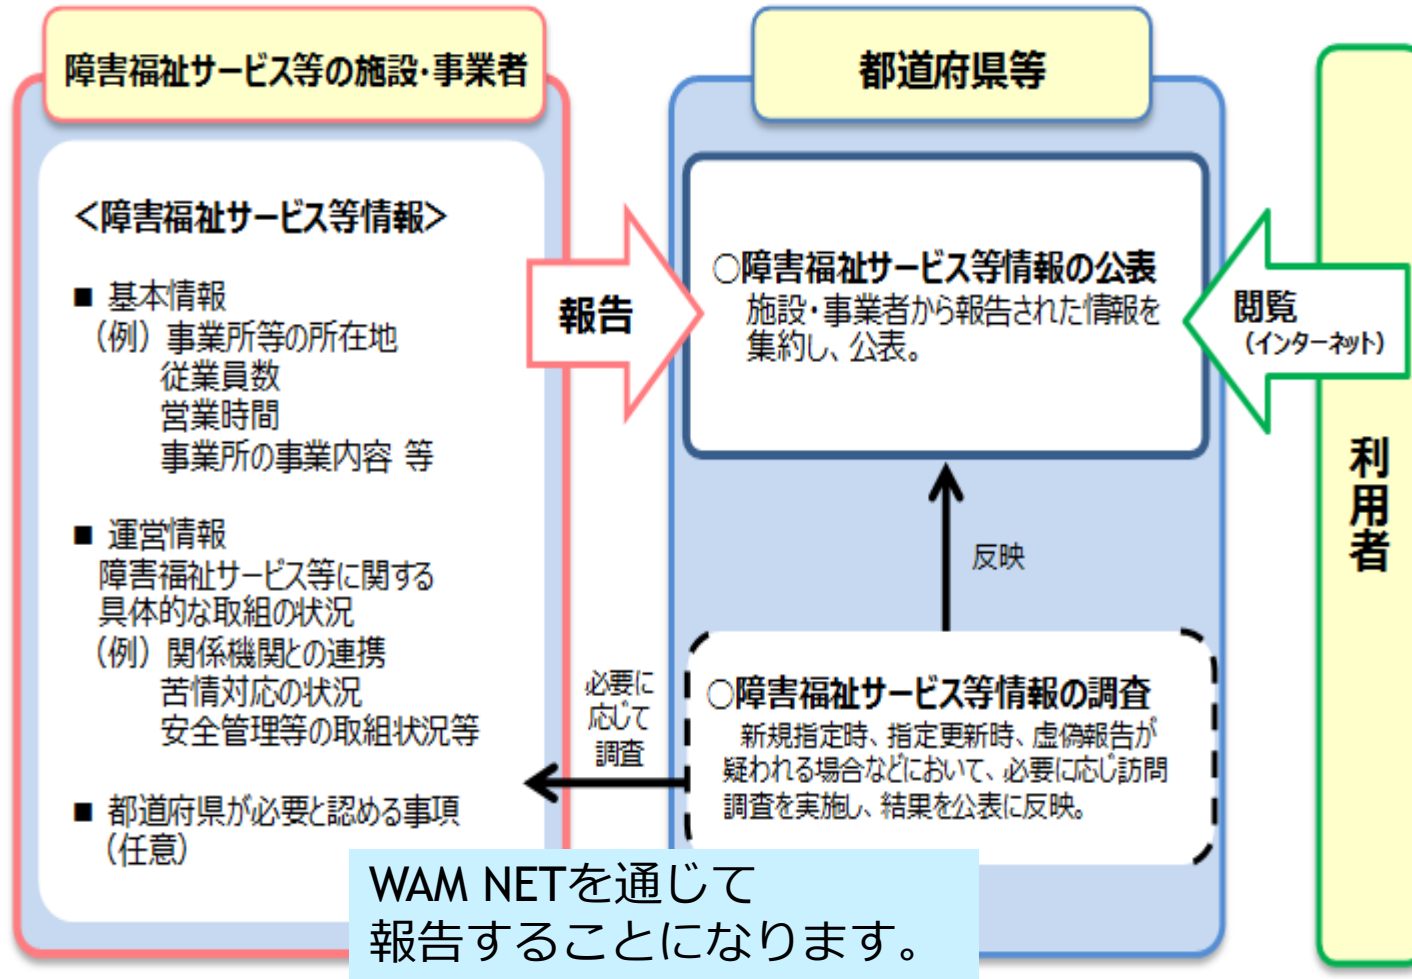 障害福祉サービス等の施設・事業者
<障害福祉サービス等情報>
■ 基本情報
(例)事業所等の所在地
従業員数
営業時間
事業所の事業内容 等
■ 運営情報
障害福祉サービス等に関する
具体的な取組の状況
(例)関係機関との連携
苦情対応の状況
安全管理等の取組状況等
■ 都道府県が必要と認める事項
(任意)
報告
必要に
応じて
調査
都道府県等
○障害福祉サービス等情報の公表
施設・事業者から報告された情報を
集約し、公表。
反映
○障害福祉サービス等情報の調査
新規指定時、指定更新時、虚偽報告が
疑われる場合などにおいて、必要に応じ訪問
調査を実施し、結果を公表に反映。
閲覧
(インターネット)
利用者
WAM NETを通じて
報告することになります。